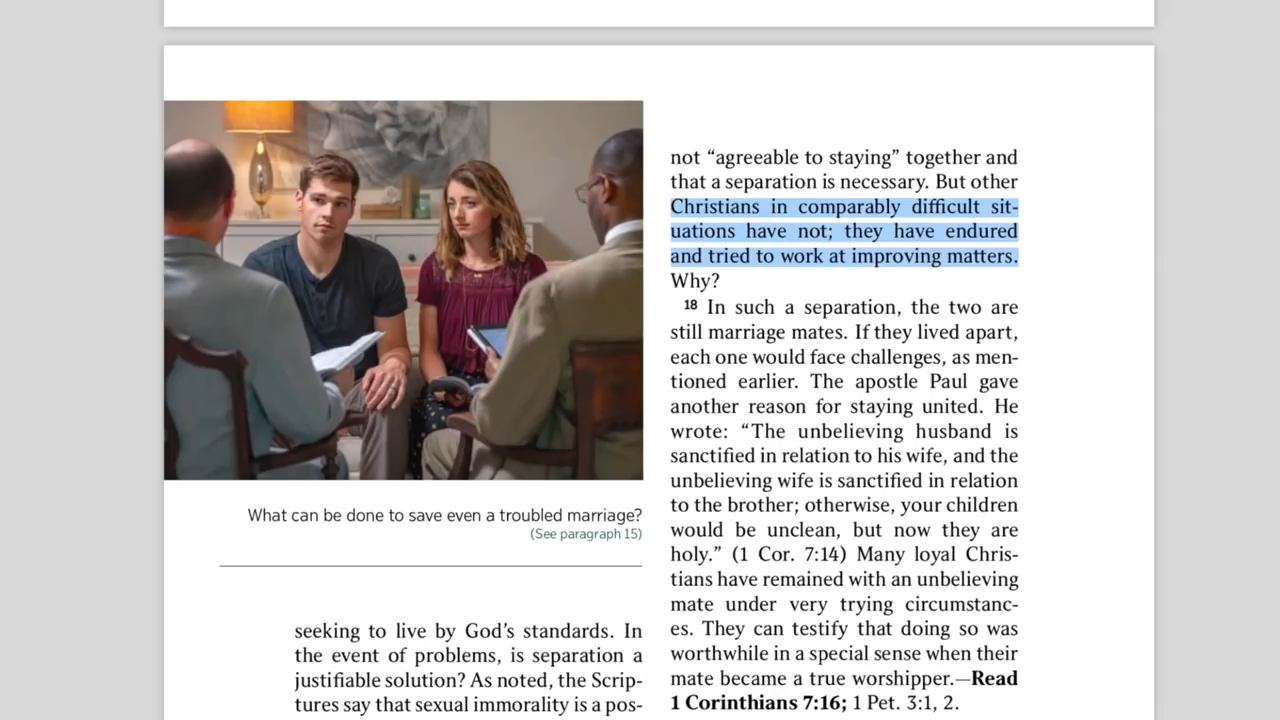 What can be done to save even a troubled marriage?
(See paragraph 15)
seeking to live by God’s standards. In
the event of problems, is separation a
justifiable solution? As noted, the Scrip-
tures say that sexual immorality is a pos-
not “agreeable to staying” together and
that a separation is necessary. But other
Christians in comparably difficult sit-
uations have not; they have endured
and tried to work at improving matters.
Why?
18 In such a separation, the two are
still marriage mates. If they lived apart,
each one would face challenges, as men-
tioned earlier. The apostle Paul gave
another reason for staying united. He
wrote: “The unbelieving husband is
sanctified in relation to his wife, and the
unbelieving wife is sanctified in relation
to the brother; otherwise, your children
would be unclean, but now they are
holy.” (1 Cor. 7:14) Many loyal Chris-
tians have remained with an unbelieving
mate under very trying circumstanc-
es. They can testify that doing so was
worthwhile in a special sense when their
mate became a true worshipper.—Read
1 Corinthians 7:16; 1 Pet. 3:1, 2.